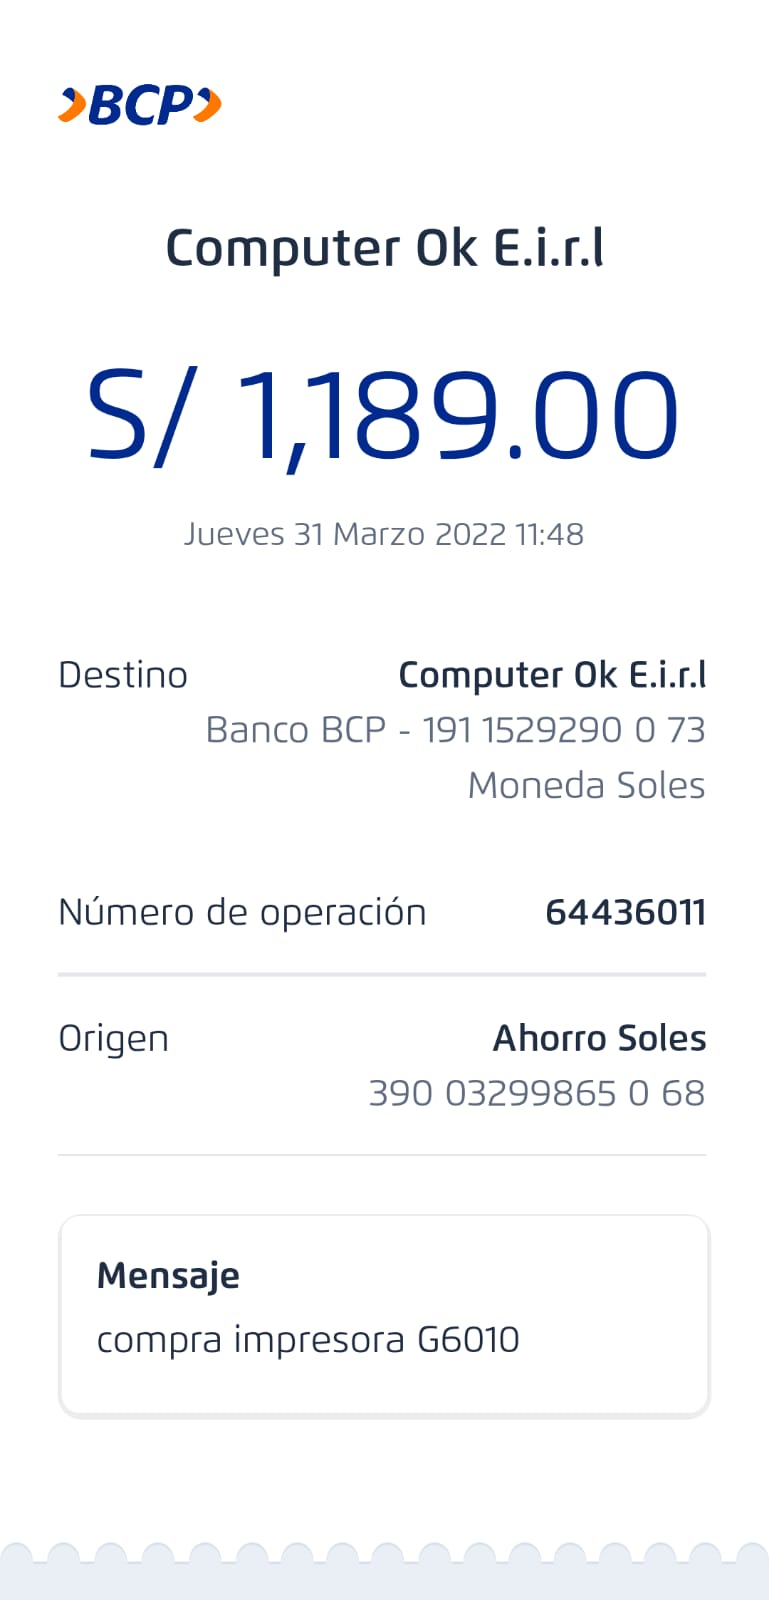 BCP
Computer Ok E.i.r.l
S/ 1,189.00
Jueves 31 Marzo 2022 11:48
Destino Computer Ok E.i.r.l
Banco BCP - 191 1529290 0 73
Moneda Soles
Número de operación 64436011
Origen Ahorro Soles
390 03299865 0 68
Mensaje
compra impresora G6010